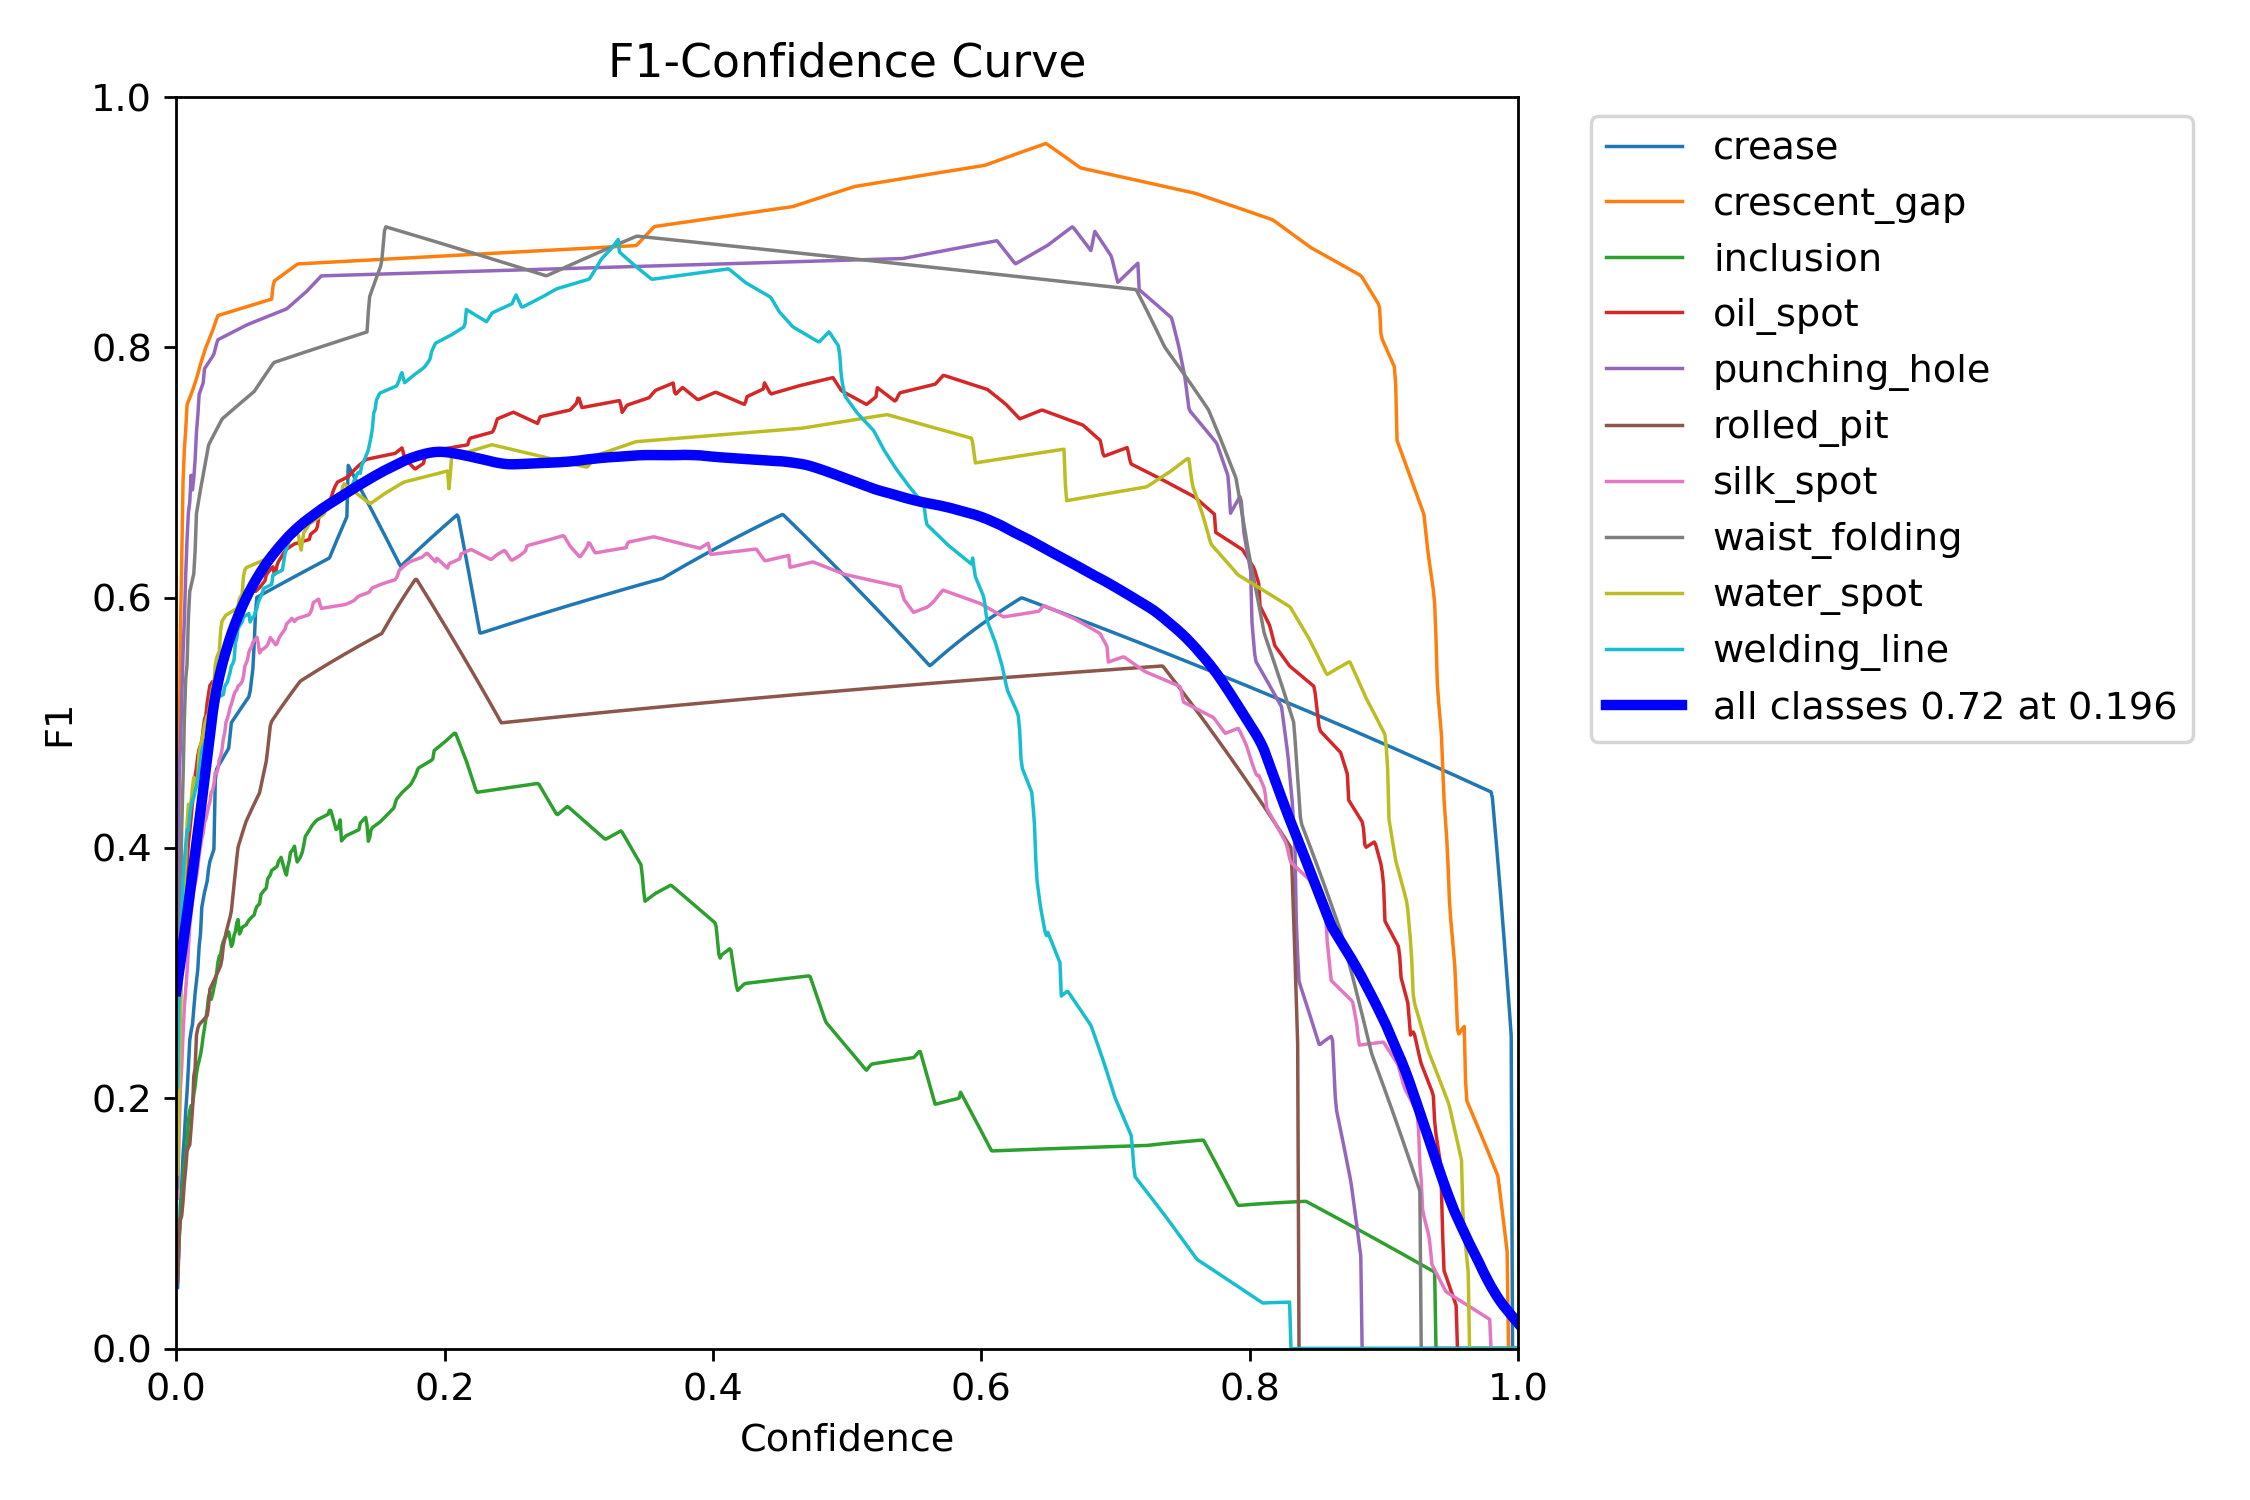 F1-Confidence Curve
1.0
0.8
0.6
0.4
0.2
0.0
F1
0.0 0.2 0.4 0.6 0.8 1.0
Confidence
crease
crescent_gap
inclusion
oil_spot
punching_hole
rolled_pit
silk_spot
waist_folding
water_spot
welding_line
all classes 0.72 at 0.196